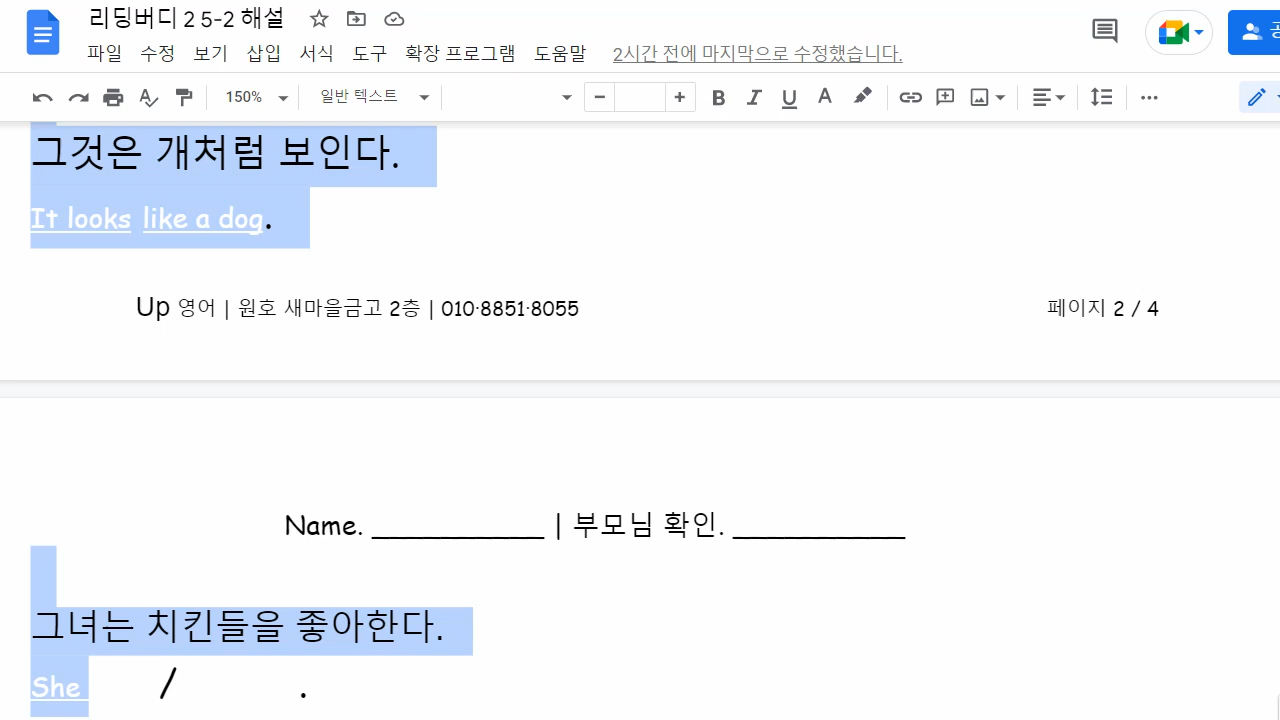 리딩버디 2 5-2 해설
파일 수정 보기 삽입 서식 도구 확장 프로그램 도움말 2시간 전에 마지막으로 수정했습니다.
150% 일반 텍스트
그것은 개처럼 보인다.
It looks like a dog.
Up 영어 | 원호 새마을금고 2층 | 010·8851·8055 페이지 2 / 4
Name. __________ | 부모님 확인. __________
그녀는 치킨들을 좋아한다.
She / .